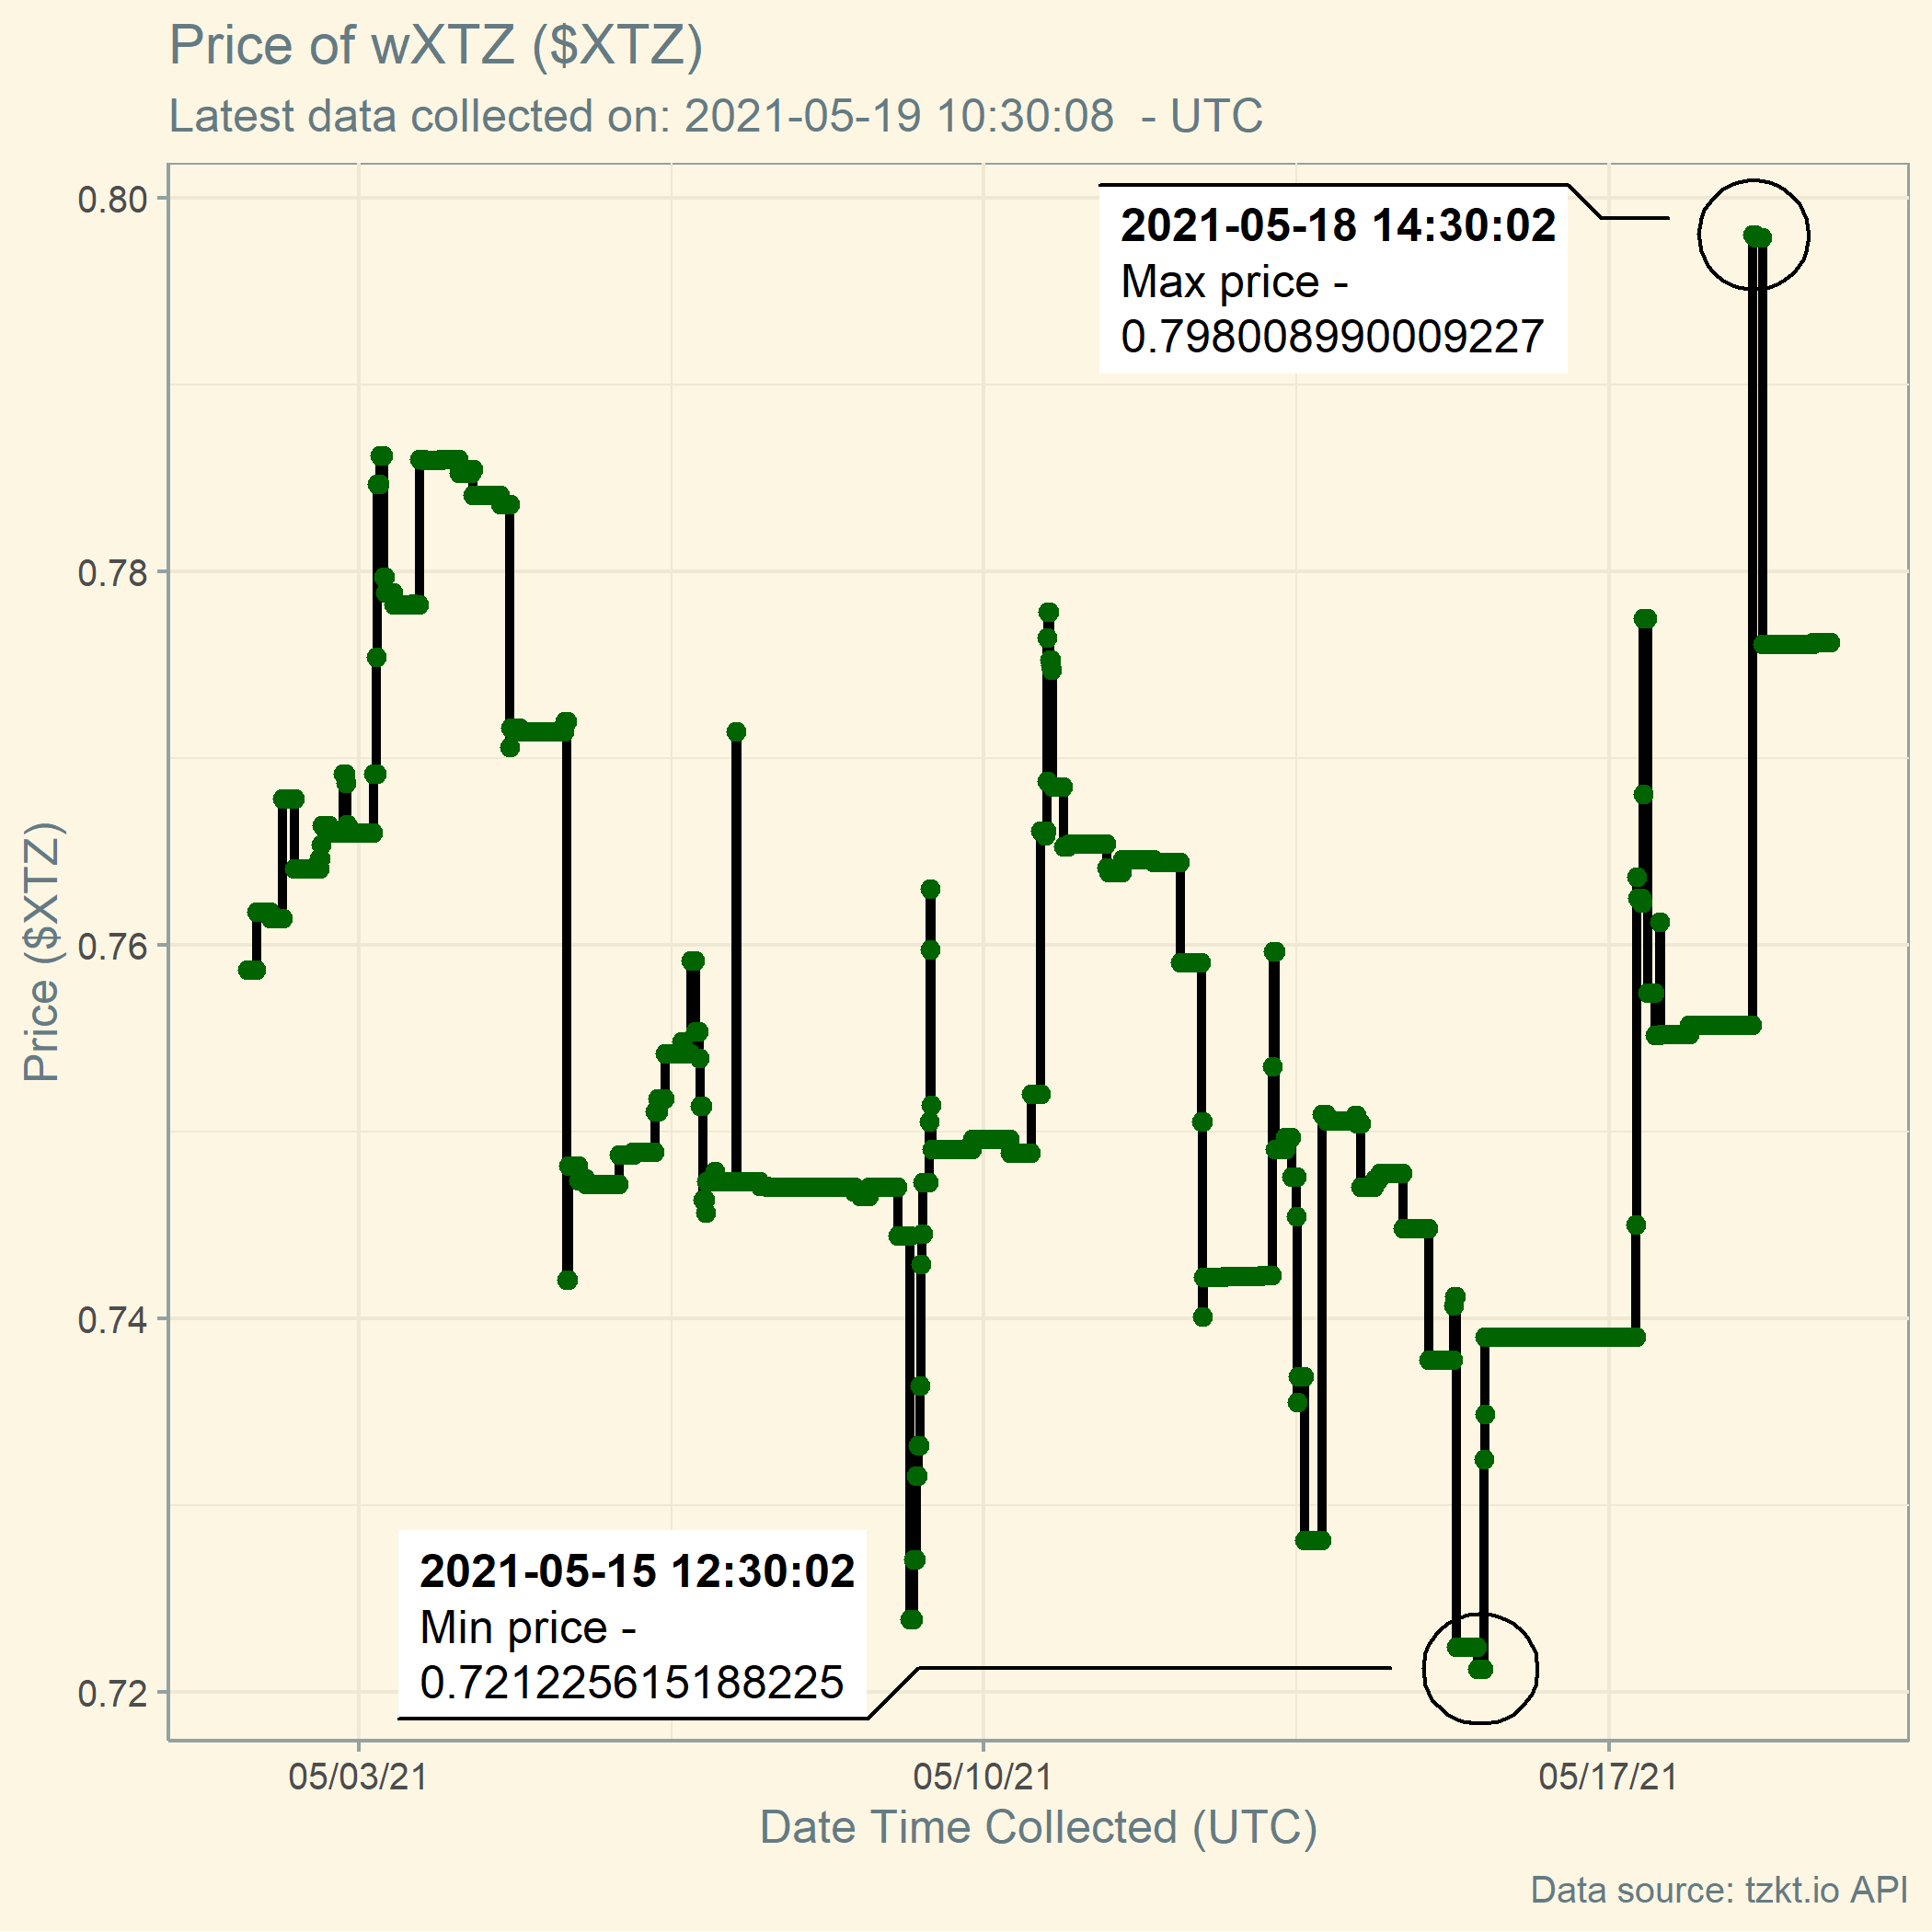 Price of wXTZ ($XTZ)
Latest data collected on: 2021-05-19 10:30:08  - UTC
0.80
0.78
0.76
0.74
0.72
Price ($XTZ)
2021-05-18 14:30:02
Max price -
0.798008990009227
2021-05-15 12:30:02
Min price -
0.721225615188225
05/03/21
05/10/21
05/17/21
Date Time Collected (UTC)
Data source: tzkt.io API